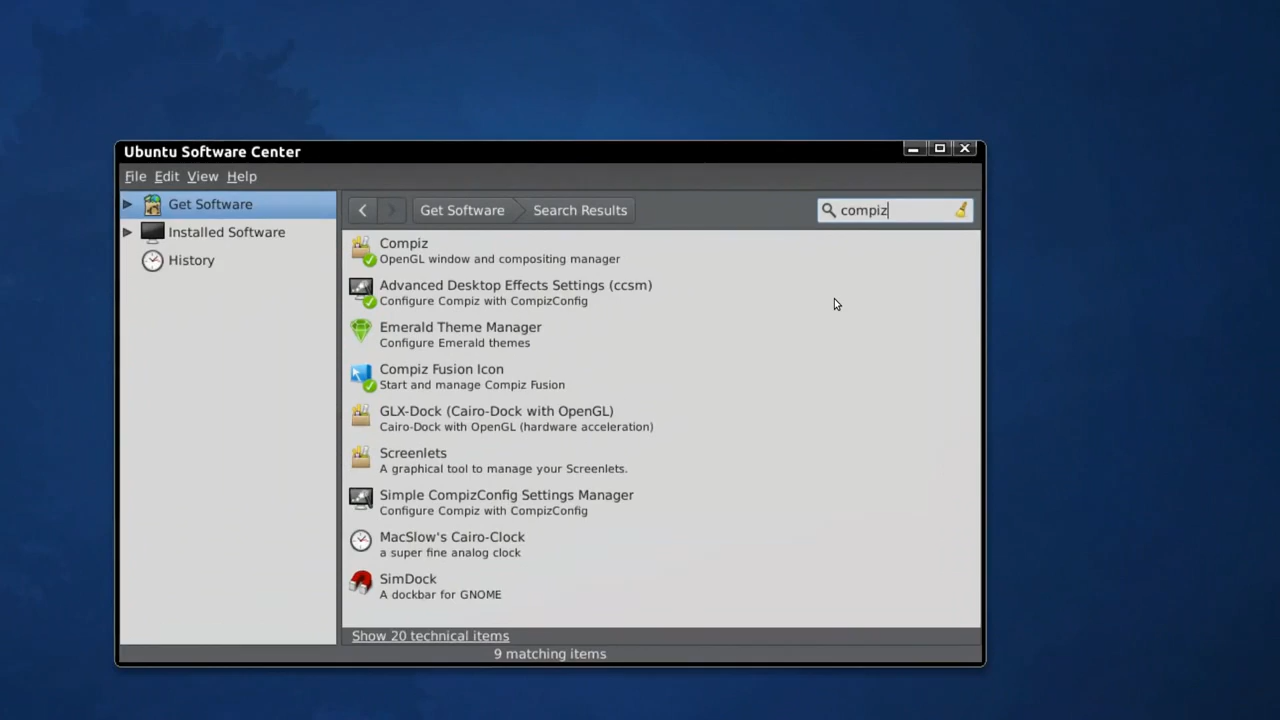 Ubuntu Software Center
File Edit View Help
Get Software
Installed Software
History
Get Software Search Results
compiz
Compiz
OpenGL window and compositing manager
Advanced Desktop Effects Settings (ccsm)
Configure Compiz with CompizConfig
Emerald Theme Manager
Configure Emerald themes
Compiz Fusion Icon
Start and manage Compiz Fusion
GLX-Dock (Cairo-Dock with OpenGL)
Cairo-Dock with OpenGL (hardware acceleration)
Screenlets
A graphical tool to manage your Screenlets.
Simple CompizConfig Settings Manager
Configure Compiz with CompizConfig
MacSlow's Cairo-Clock
a super fine analog clock
SimDock
A dockbar for GNOME
Show 20 technical items
9 matching items